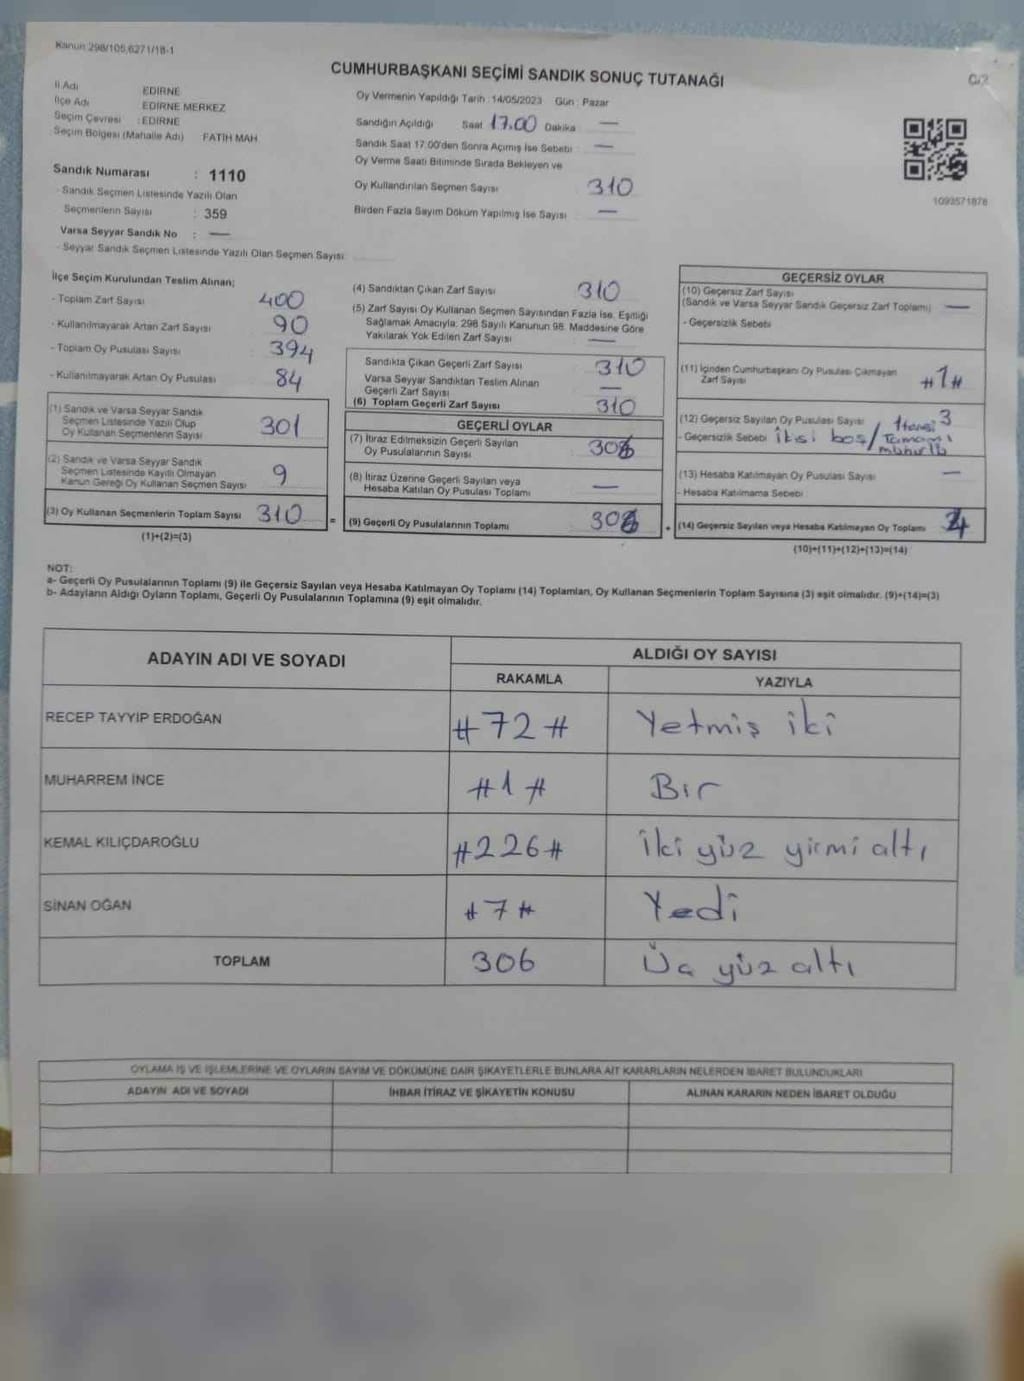 Kanun 298/105,6271/18-1
CUMHURBAŞKANI SEÇİMİ SANDIK SONUÇ TUTANAĞI
İl Adı EDİRNE
İlçe Adı EDİRNE MERKEZ
Seçim Çevresi : EDİRNE
Seçim Bölgesi (Mahalle Adı) FATİH MAH
Sandık Numarası : 1110
- Sandık Seçmen Listesinde Yazılı Olan
Seçmenlerin Sayısı : 359
Varsa Seyyar Sandık No : —
- Seyyar Sandık Seçmen Listesinde Yazılı Olan Seçmen Sayısı:
Oy Vermenin Yapıldığı Tarih : 14/05/2023 Gün : Pazar
Sandığın Açıldığı Saat 17.00 Dakika —
Sandık Saat 17.00'den Sonra Açımış İse Sebebi : —
Oy Verme Saati Bitiminde Sırada Bekleyen ve
Oy Kullandırılan Seçmen Sayısı 310
Birden Fazla Sayım Döküm Yapılmış İse Sayısı —
1093571878
İlçe Seçim Kurulundan Teslim Alınan;
- Toplam Zarf Sayısı 400
- Kullanılmayarak Artan Zarf Sayısı 90
- Toplam Oy Pusulası Sayısı 394
- Kullanılmayarak Artan Oy Pusulası 84
(1) Sandık ve Varsa Seyyar Sandık
Seçmen Listesinde Yazılı Olup
Oy Kullanan Seçmenlerin Sayısı 301
(2) Sandık ve Varsa Seyyar Sandık
Seçmen Listesinde Kayıtlı Olmayan
Kanun Gereği Oy Kullanan Seçmen Sayısı 9
(3) Oy Kullanan Seçmenlerin Toplam Sayısı 310 =
(1)+(2)=(3)
(4) Sandıktan Çıkan Zarf Sayısı 310
(5) Zarf Sayısı Oy Kullanan Seçmen Sayısından Fazla İse, Eşitliği
Sağlamak Amacıyla; 298 Sayılı Kanunun 98. Maddesine Göre
Yakılarak Yok Edilen Zarf Sayısı —
Sandıkta Çıkan Geçerli Zarf Sayısı 310
Varsa Seyyar Sandıktan Teslim Alınan
Geçerli Zarf Sayısı —
(6) Toplam Geçerli Zarf Sayısı 310
GEÇERLİ OYLAR
(7) İtiraz Edilmeksizin Geçerli Sayılan
Oy Pusulalarının Sayısı 306
(8) İtiraz Üzerine Geçerli Sayılan veya
Hesaba Katılan Oy Pusulası Toplamı —
(9) Geçerli Oy Pusulalarının Toplamı 306 +
GEÇERSİZ OYLAR
(10) Geçersiz Zarf Sayısı
(Sandık ve Varsa Seyyar Sandık Geçersiz Zarf Toplamı) —
- Geçersizlik Sebebi
(11) İçinden Cumhurbaşkanı Oy Pusulası Çıkmayan
Zarf Sayısı #1#
(12) Geçersiz Sayılan Oy Pusulası Sayısı 3
- Geçersizlik Sebebi ikisi boş / 1 tanesi Tamamı mühürlü
(13) Hesaba Katılmayan Oy Pusulası Sayısı —
- Hesaba Katılmama Sebebi
(14) Geçersiz Sayılan veya Hesaba Katılmayan Oy Toplamı 4
(10)+(11)+(12)+(13)=(14)
NOT:
a- Geçerli Oy Pusulalarının Toplamı (9) ile Geçersiz Sayılan veya Hesaba Katılmayan Oy Toplamı (14) Toplamları, Oy Kullanan Seçmenlerin Toplam Sayısına (3) eşit olmalıdır. (9)+(14)=(3)
b- Adayların Aldığı Oyların Toplamı, Geçerli Oy Pusulalarının Toplamına (9) eşit olmalıdır.
ADAYIN ADI VE SOYADI ALDIĞI OY SAYISI
RAKAMLA YAZIYLA
RECEP TAYYIP ERDOĞAN #72# Yetmiş iki
MUHARREM İNCE #1# Bir
KEMAL KILIÇDAROĞLU #226# iki yüz yirmi altı
SİNAN OĞAN #7# Yedi
TOPLAM 306 Üç yüz altı
OYLAMA İŞ VE İŞLEMLERİNE VE OYLARIN SAYIM VE DÖKÜMÜNE DAİR ŞİKAYETLERLE BUNLARA AİT KARARLARIN NELERDEN İBARET BULUNDUKLARI
ADAYIN ADI VE SOYADI İHBAR İTİRAZ VE ŞİKAYETİN KONUSU ALINAN KARARIN NEDEN İBARET OLDUĞU